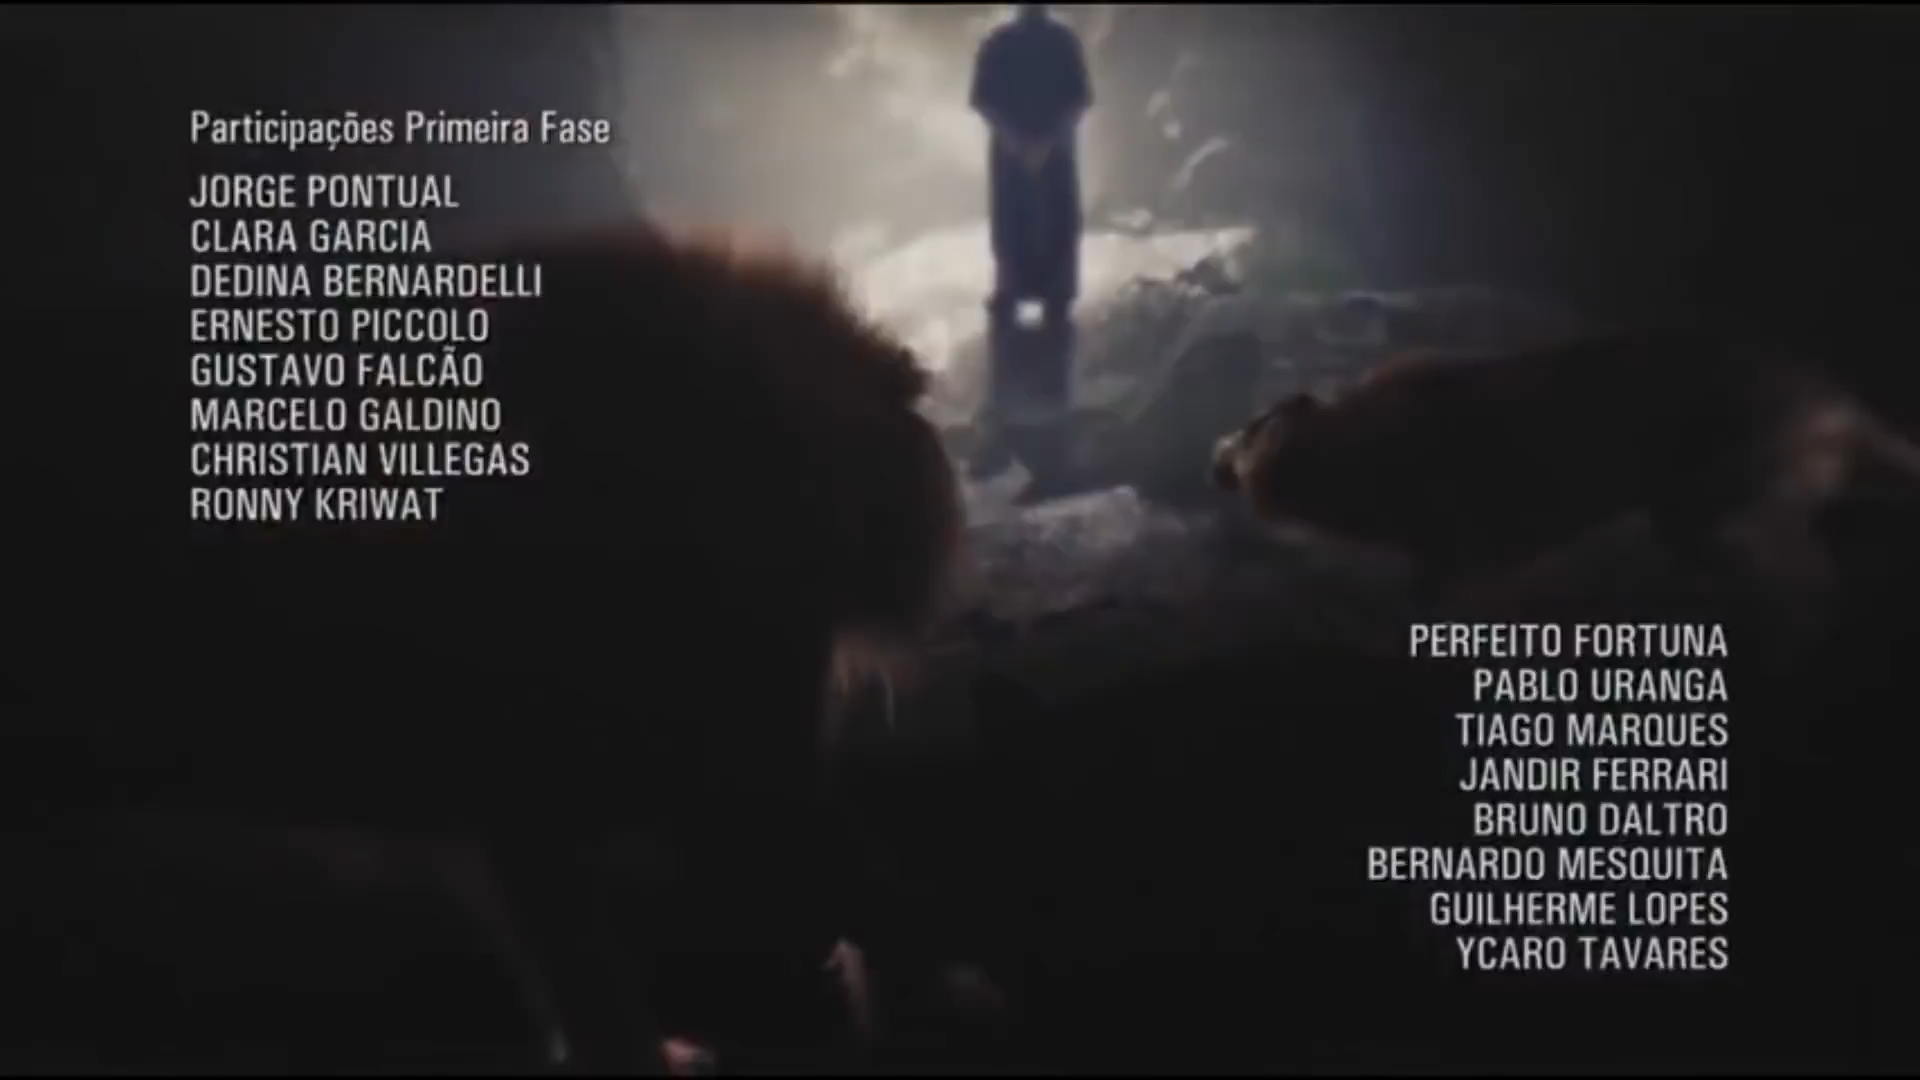 Participações Primeira Fase
JORGE PONTUAL
CLARA GARCIA
DEDINA BERNARDELLI
ERNESTO PICCOLO
GUSTAVO FALCÃO
MARCELO GALDINO
CHRISTIAN VILLEGAS
RONNY KRIWAT
PERFEITO FORTUNA
PABLO URANGA
TIAGO MARQUES
JANDIR FERRARI
BRUNO DALTRO
BERNARDO MESQUITA
GUILHERME LOPES
YCARO TAVARES